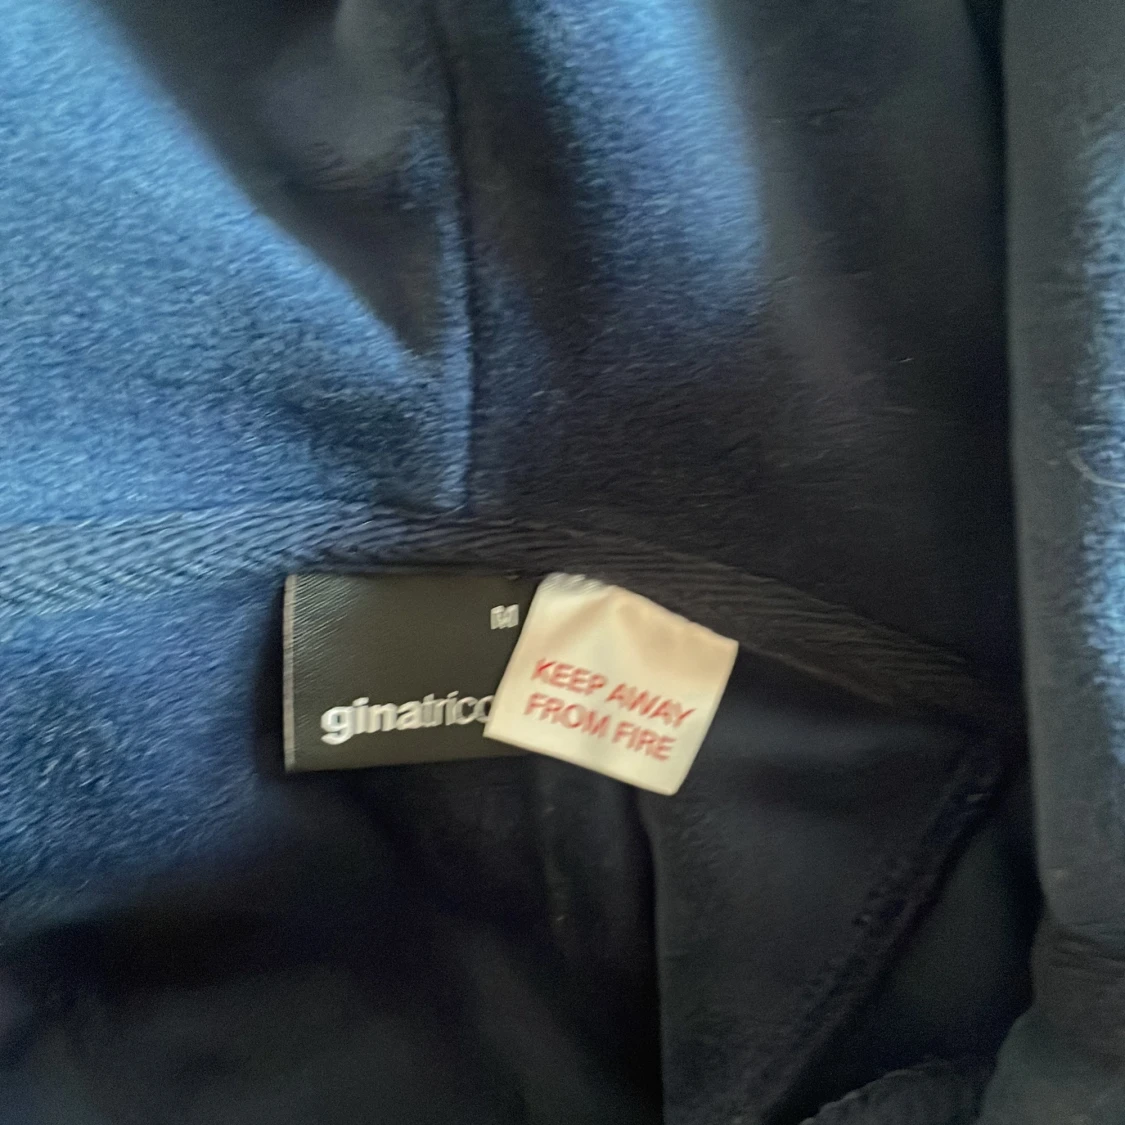 M
ginatrico
KEEP AWAY
FROM FIRE